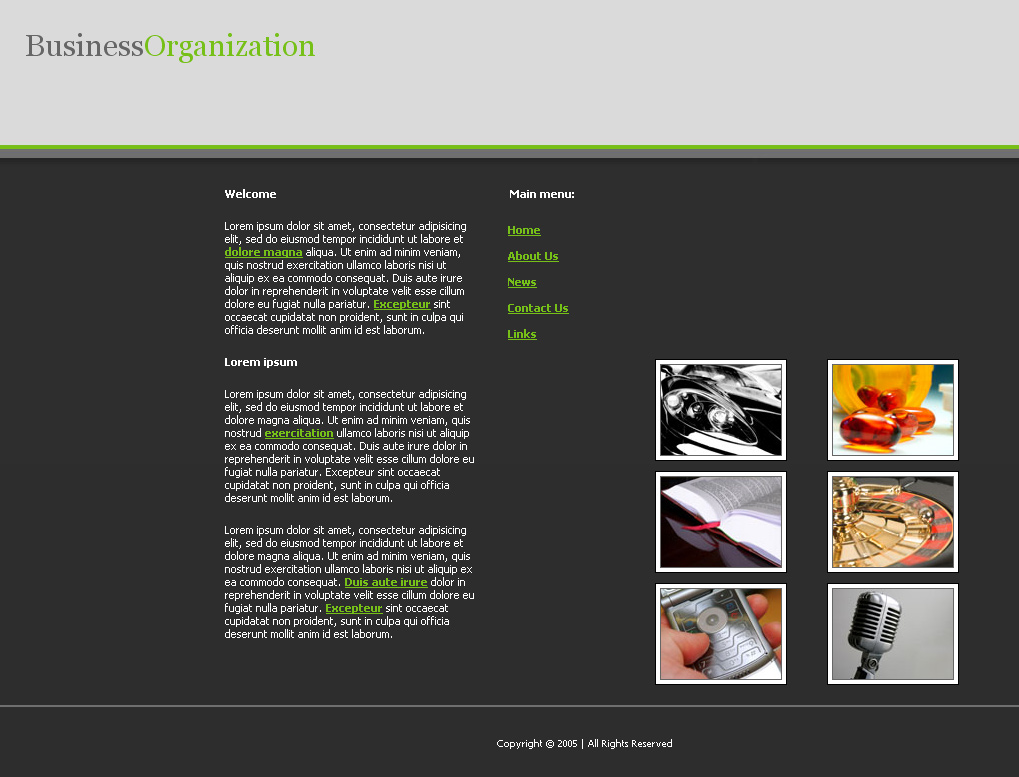 BusinessOrganization
Welcome
Lorem ipsum dolor sit amet, consectetur adipisicing
elit, sed do eiusmod tempor incididunt ut labore et
dolore magna aliqua. Ut enim ad minim veniam,
quis nostrud exercitation ullamco laboris nisi ut
aliquip ex ea commodo consequat. Duis aute irure
dolor in reprehenderit in voluptate velit esse cillum
dolore eu fugiat nulla pariatur. Excepteur sint
occaecat cupidatat non proident, sunt in culpa qui
officia deserunt mollit anim id est laborum.
Lorem ipsum
Lorem ipsum dolor sit amet, consectetur adipisicing
elit, sed do eiusmod tempor incididunt ut labore et
dolore magna aliqua. Ut enim ad minim veniam, quis
nostrud exercitation ullamco laboris nisi ut aliquip
ex ea commodo consequat. Duis aute irure dolor in
reprehenderit in voluptate velit esse cillum dolore eu
fugiat nulla pariatur. Excepteur sint occaecat
cupidatat non proident, sunt in culpa qui officia
deserunt mollit anim id est laborum.
Lorem ipsum dolor sit amet, consectetur adipisicing
elit, sed do eiusmod tempor incididunt ut labore et
dolore magna aliqua. Ut enim ad minim veniam, quis
nostrud exercitation ullamco laboris nisi ut aliquip ex
ea commodo consequat. Duis aute irure dolor in
reprehenderit in voluptate velit esse cillum dolore eu
fugiat nulla pariatur. Excepteur sint occaecat
cupidatat non proident, sunt in culpa qui officia
deserunt mollit anim id est laborum.
Main menu:
Home
About Us
News
Contact Us
Links
Copyright © 2005 | All Rights Reserved